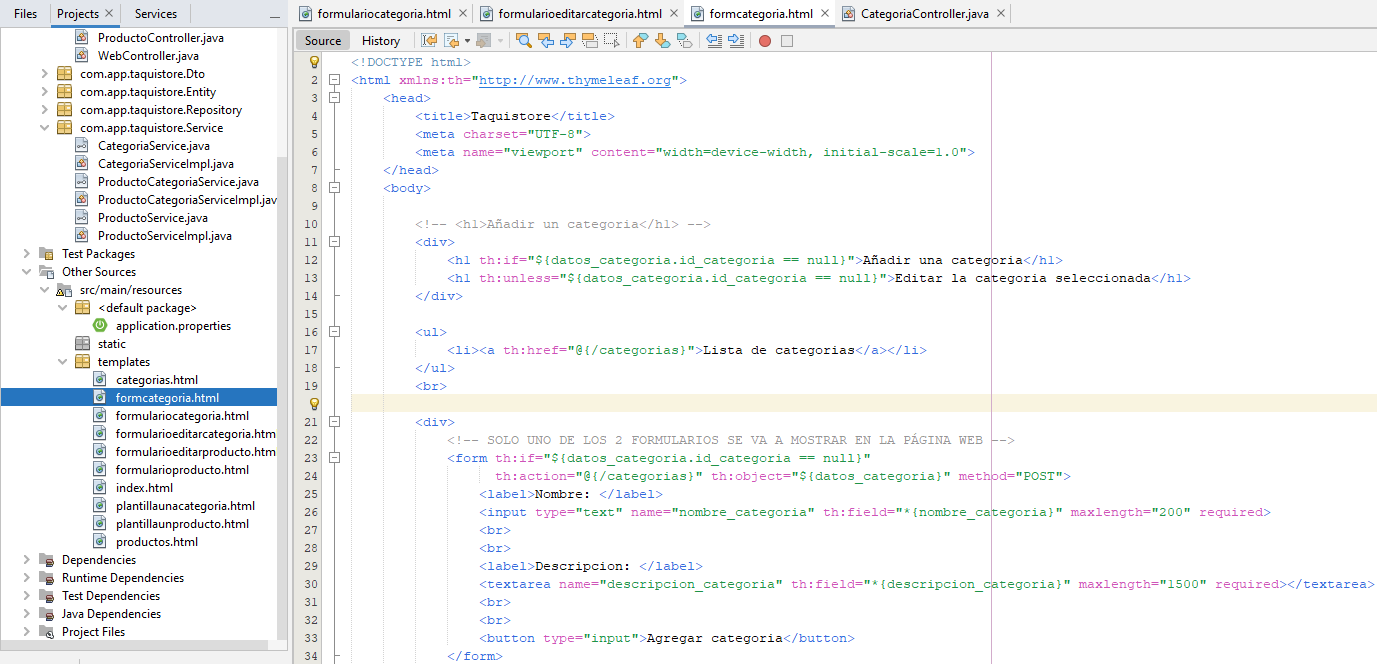 Files Projects Services
formulariocategoria.html formularioeditarcategoria.html formcategoria.html CategoriaController.java
Source History
ProductoController.java
WebController.java
com.app.taquistore.Dto
com.app.taquistore.Entity
com.app.taquistore.Repository
com.app.taquistore.Service
CategoriaService.java
CategoriaServiceImpl.java
ProductoCategoriaService.java
ProductoCategoriaServiceImpl.jav
ProductoService.java
ProductoServiceImpl.java
Test Packages
Other Sources
src/main/resources
<default package>
application.properties
static
templates
categorias.html
formcategoria.html
formulariocategoria.html
formularioeditarcategoria.htm
formularioeditarproducto.htm
formularioproducto.html
index.html
plantillaunacategoria.html
plantillaunproducto.html
productos.html
Dependencies
Runtime Dependencies
Test Dependencies
Java Dependencies
Project Files
<!DOCTYPE html>
2 <html xmlns:th="http://www.thymeleaf.org">
3 <head>
4 <title>Taquistore</title>
5 <meta charset="UTF-8">
6 <meta name="viewport" content="width=device-width, initial-scale=1.0">
7 </head>
8 <body>
9
10 <!-- <h1>Añadir un categoria</h1> -->
11 <div>
12 <h1 th:if="${datos_categoria.id_categoria == null}">Añadir una categoria</h1>
13 <h1 th:unless="${datos_categoria.id_categoria == null}">Editar la categoria seleccionada</h1>
14 </div>
15
16 <ul>
17 <li><a th:href="@{/categorias}">Lista de categorias</a></li>
18 </ul>
19 <br>
21 <div>
22 <!-- SOLO UNO DE LOS 2 FORMULARIOS SE VA A MOSTRAR EN LA PÁGINA WEB -->
23 <form th:if="${datos_categoria.id_categoria == null}"
24 th:action="@{/categorias}" th:object="${datos_categoria}" method="POST">
25 <label>Nombre: </label>
26 <input type="text" name="nombre_categoria" th:field="*{nombre_categoria}" maxlength="200" required>
27 <br>
28 <br>
29 <label>Descripcion: </label>
30 <textarea name="descripcion_categoria" th:field="*{descripcion_categoria}" maxlength="1500" required></textarea>
31 <br>
32 <br>
33 <button type="input">Agregar categoria</button>
34 </form>